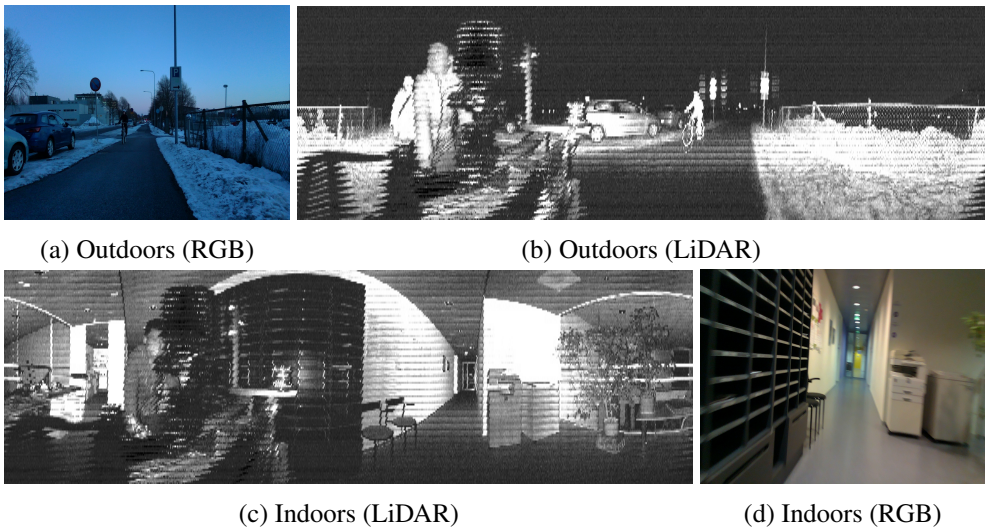 (a) Outdoors (RGB)
(b) Outdoors (LiDAR)
(c) Indoors (LiDAR)
(d) Indoors (RGB)